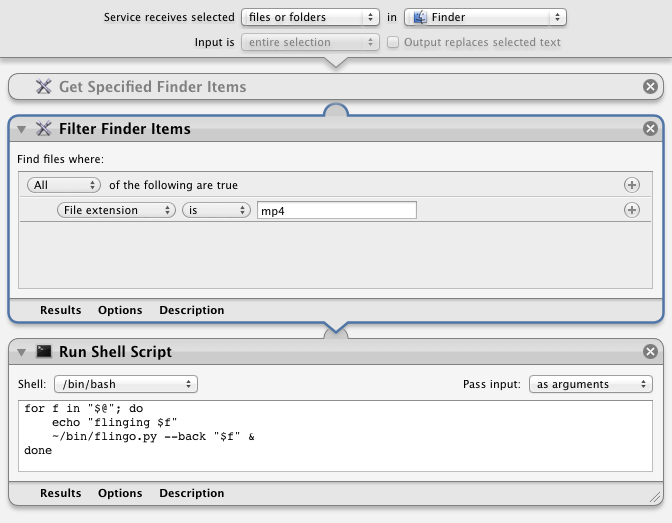 Service receives selected files or folders in Finder
Input is entire selection Output replaces selected text
Get Specified Finder Items
Filter Finder Items
Find files where:
All of the following are true
File extension is mp4
Results Options Description
Run Shell Script
Shell: /bin/bash Pass input: as arguments
for f in "$@"; do
    echo "flinging $f"
    ~/bin/flingo.py --back "$f" &
done
Results Options Description